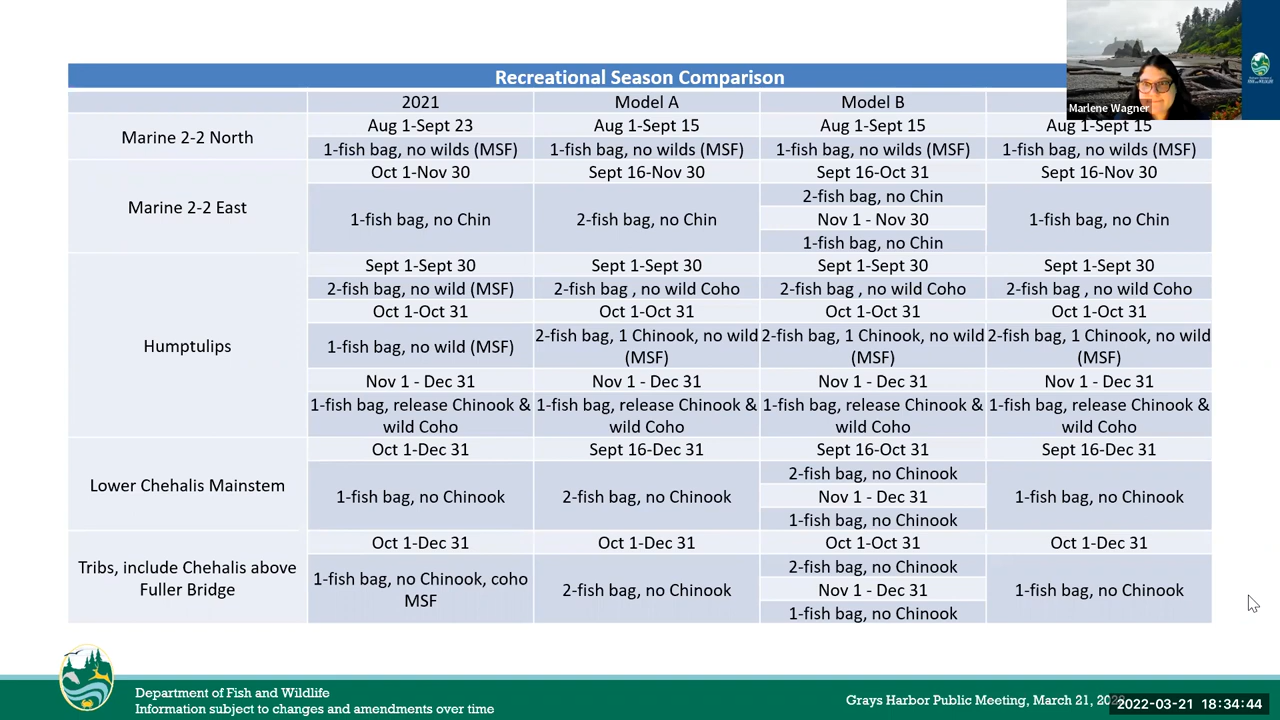 Recreational Season Comparison
2021 Model A Model B
Marine 2-2 North
Aug 1-Sept 23 Aug 1-Sept 15 Aug 1-Sept 15 Aug 1-Sept 15
1-fish bag, no wilds (MSF) 1-fish bag, no wilds (MSF) 1-fish bag, no wilds (MSF) 1-fish bag, no wilds (MSF)
Marine 2-2 East
Oct 1-Nov 30 Sept 16-Nov 30 Sept 16-Oct 31 Sept 16-Nov 30
2-fish bag, no Chin
1-fish bag, no Chin 2-fish bag, no Chin Nov 1 - Nov 30 1-fish bag, no Chin
1-fish bag, no Chin
Humptulips
Sept 1-Sept 30 Sept 1-Sept 30 Sept 1-Sept 30 Sept 1-Sept 30
2-fish bag, no wild (MSF) 2-fish bag , no wild Coho 2-fish bag , no wild Coho 2-fish bag , no wild Coho
Oct 1-Oct 31 Oct 1-Oct 31 Oct 1-Oct 31 Oct 1-Oct 31
1-fish bag, no wild (MSF) 2-fish bag, 1 Chinook, no wild 2-fish bag, 1 Chinook, no wild 2-fish bag, 1 Chinook, no wild
(MSF) (MSF) (MSF)
Nov 1 - Dec 31 Nov 1 - Dec 31 Nov 1 - Dec 31 Nov 1 - Dec 31
1-fish bag, release Chinook & 1-fish bag, release Chinook & 1-fish bag, release Chinook & 1-fish bag, release Chinook &
wild Coho wild Coho wild Coho wild Coho
Lower Chehalis Mainstem
Oct 1-Dec 31 Sept 16-Dec 31 Sept 16-Oct 31 Sept 16-Dec 31
2-fish bag, no Chinook
1-fish bag, no Chinook 2-fish bag, no Chinook Nov 1 - Dec 31 1-fish bag, no Chinook
1-fish bag, no Chinook
Tribs, include Chehalis above
Fuller Bridge
Oct 1-Dec 31 Oct 1-Dec 31 Oct 1-Oct 31 Oct 1-Dec 31
2-fish bag, no Chinook
1-fish bag, no Chinook, coho
MSF
2-fish bag, no Chinook Nov 1 - Dec 31 1-fish bag, no Chinook
1-fish bag, no Chinook
Marlene Wagner
Department of Fish and Wildlife
Information subject to changes and amendments over time
Grays Harbor Public Meeting, March 21,
2022-03-21 18:34:44